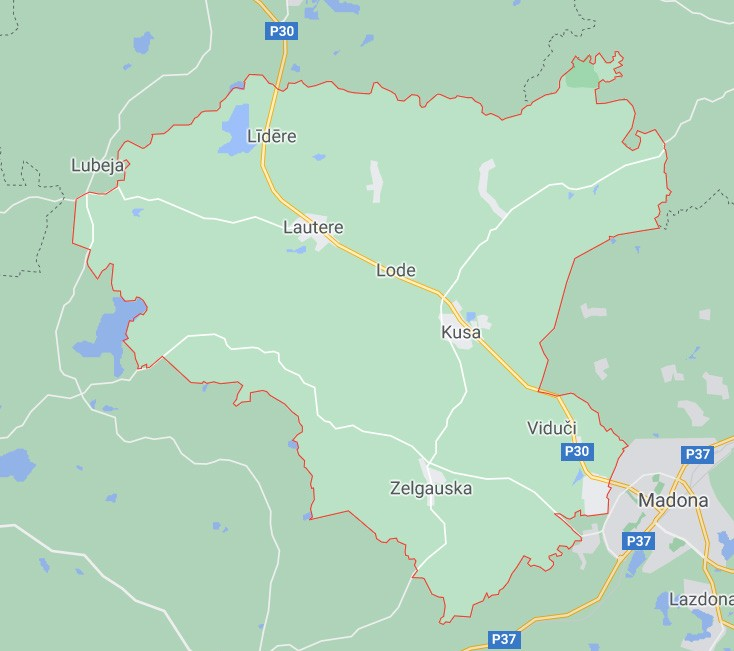 P30
Līdēre
Lubeja
Lautere
Lode
Kusa
Viduči
P30
P37
Zelgauska
Madona
P37
Lazdona
P37